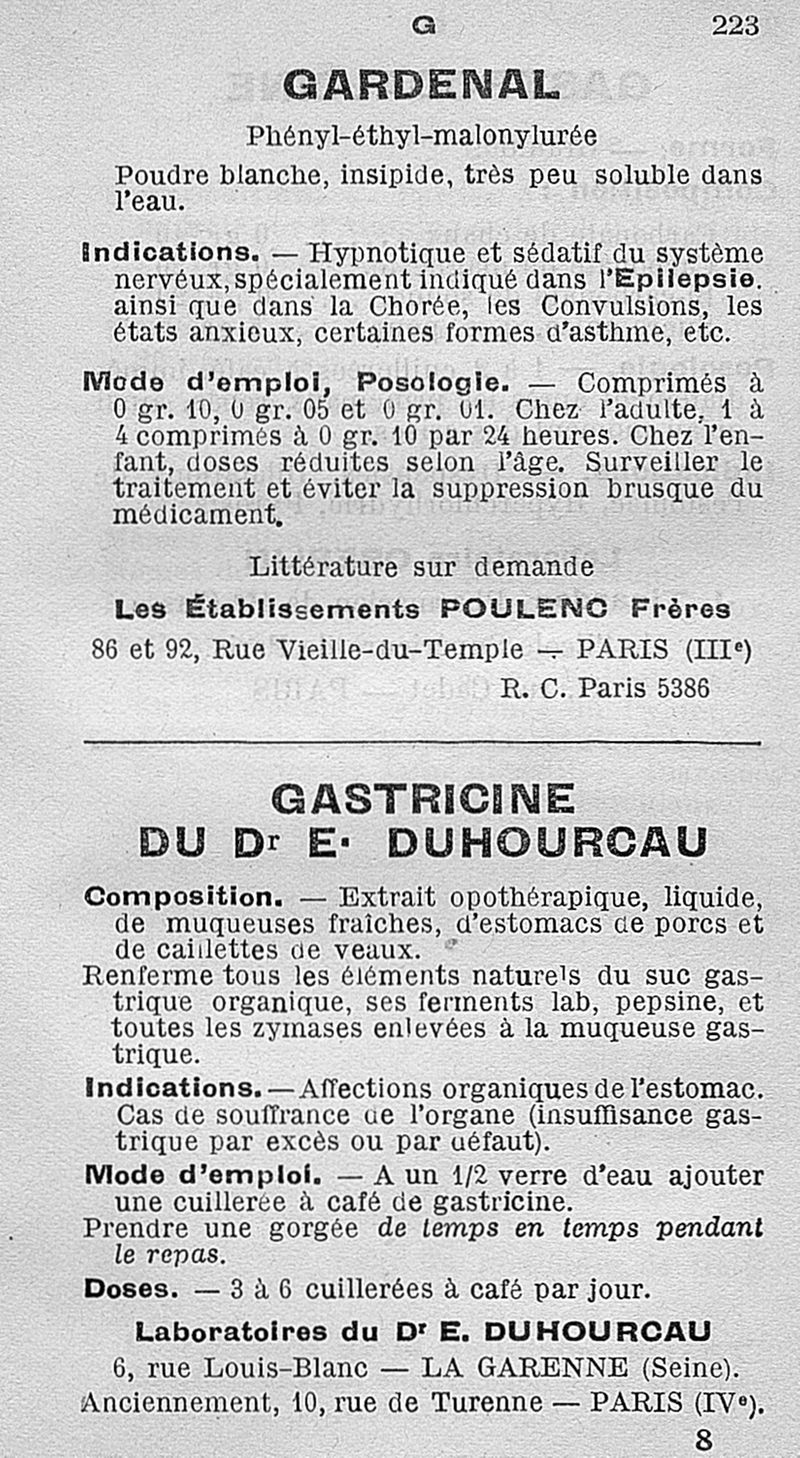 G 223
GARDENAL
Phényl-éthyl-malonylurée
Poudre blanche, insipide, très peu soluble dans
l'eau.
Indications. — Hypnotique et sédatif du système
nervéux, spécialement indiqué dans l'Epilepsie.
ainsi que dans la Chorée, les Convulsions, les
états anxieux, certaines formes d'asthme, etc.
Mode d'emploi, Posologie. — Comprimés à
0 gr. 10, 0 gr. 05 et 0 gr. 01. Chez l'adulte, 1 à
4 comprimés à 0 gr. 10 par 24 heures. Chez l'en-
fant, doses réduites selon l'âge. Surveiller le
traitement et éviter la suppression brusque du
médicament.
Littérature sur demande
Les Établissements POULENC Frères
86 et 92, Rue Vieille-du-Temple — PARIS (IIIe)
R. C. Paris 5386
GASTRICINE
DU Dr E. DUHOURCAU
Composition. — Extrait opothérapique, liquide,
de muqueuses fraîches, d'estomacs de porcs et
de caillettes de veaux.
Renferme tous les éléments naturels du suc gas-
trique organique, ses ferments lab, pepsine, et
toutes les zymases enlevées à la muqueuse gas-
trique.
Indications. — Affections organiques de l'estomac.
Cas de souffrance de l'organe (insuffisance gas-
trique par excès ou par défaut).
Mode d'emploi. — A un 1/2 verre d'eau ajouter
une cuillerée à café de gastricine.
Prendre une gorgée de temps en temps pendant
le repas.
Doses. — 3 à 6 cuillerées à café par jour.
Laboratoires du Dr E. DUHOURCAU
6, rue Louis-Blanc — LA GARENNE (Seine).
Anciennement, 10, rue de Turenne — PARIS (IVe).
8